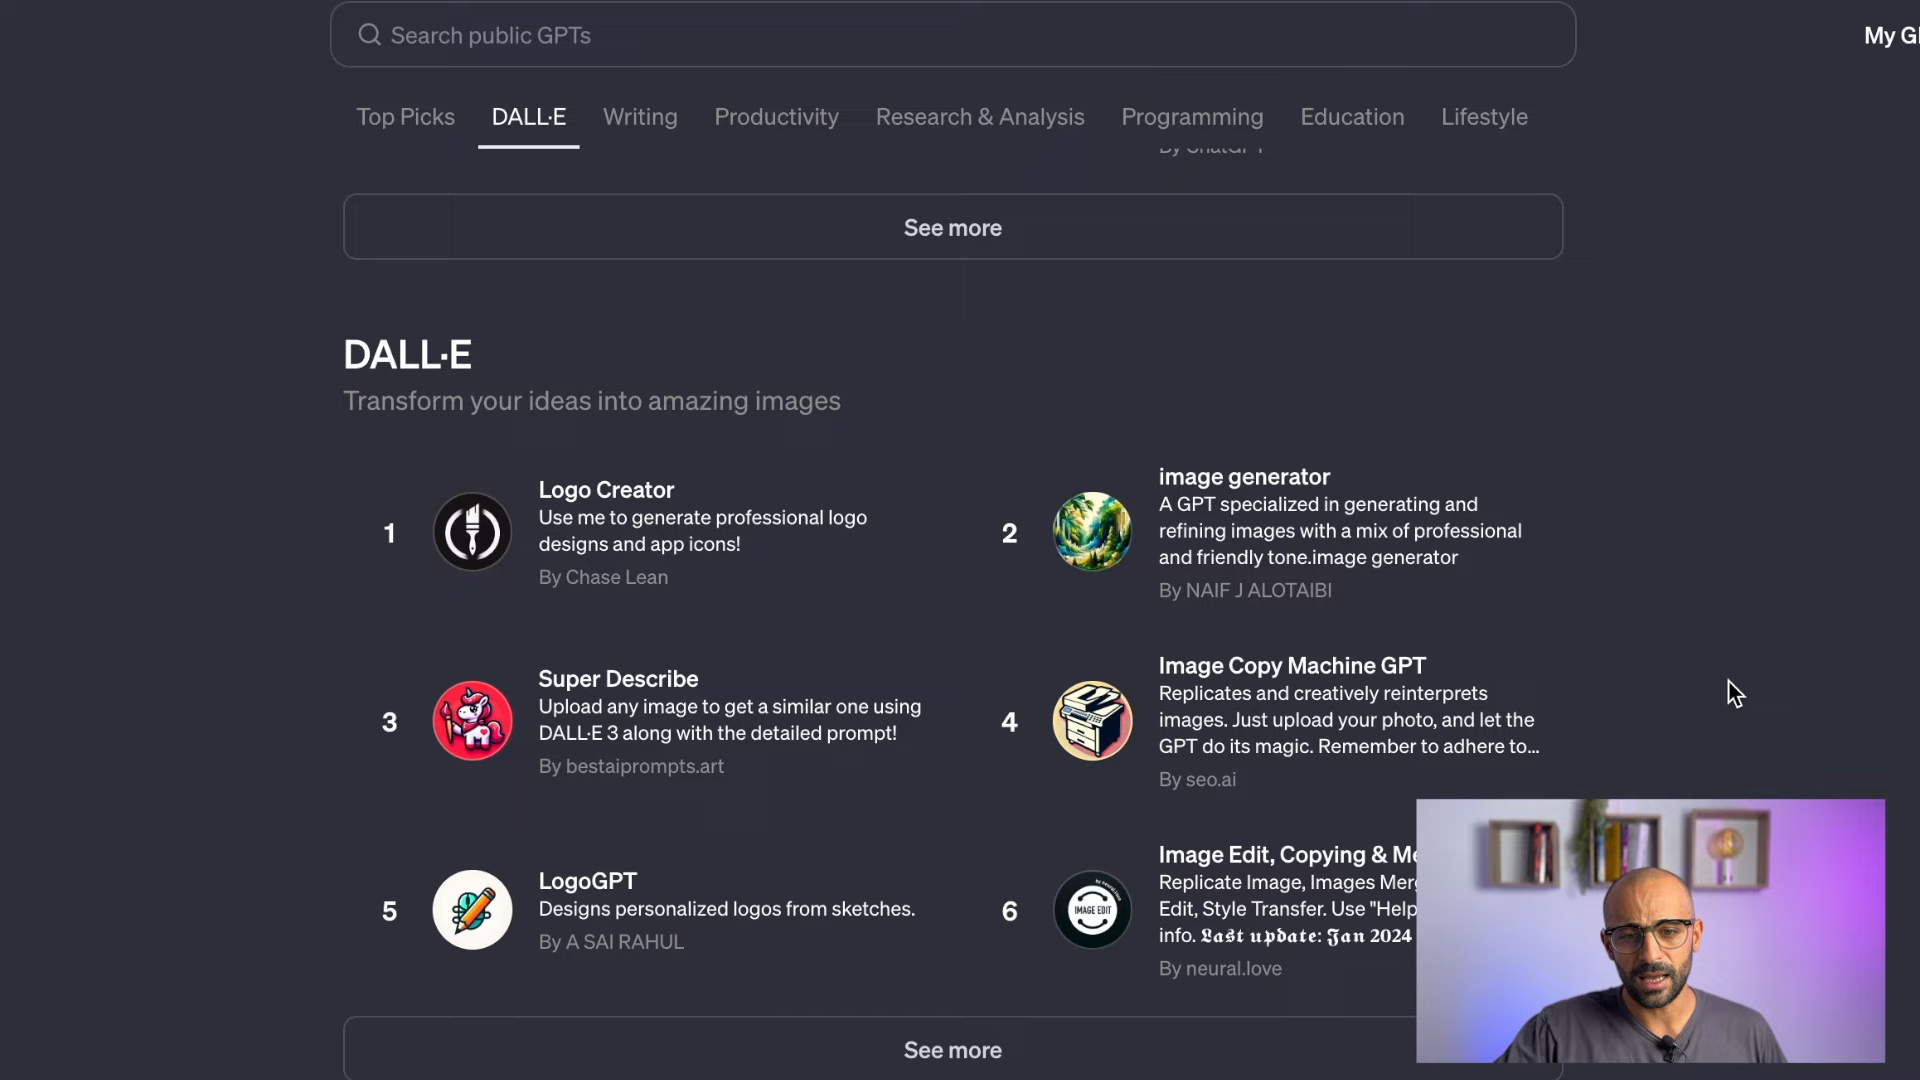 Search public GPTs
My G
Top Picks DALL·E Writing Productivity Research & Analysis Programming Education Lifestyle
By ChatGPT
See more
DALL·E
Transform your ideas into amazing images
1
Logo Creator
Use me to generate professional logo
designs and app icons!
By Chase Lean
2
image generator
A GPT specialized in generating and
refining images with a mix of professional
and friendly tone.image generator
By NAIF J ALOTAIBI
3
Super Describe
Upload any image to get a similar one using
DALL·E 3 along with the detailed prompt!
By bestaiprompts.art
4
Image Copy Machine GPT
Replicates and creatively reinterprets
images. Just upload your photo, and let the
GPT do its magic. Remember to adhere to...
By seo.ai
5
LogoGPT
Designs personalized logos from sketches.
By A SAI RAHUL
6
IMAGE EDIT
Image Edit, Copying & Me
Replicate Image, Images Merg
Edit, Style Transfer. Use "Help
info. 𝕷𝖆𝖘𝖙 𝖚𝖕𝖉𝖆𝖙𝖊: 𝕵𝖆𝖓 𝟐𝟎𝟐𝟒
By neural.love
See more